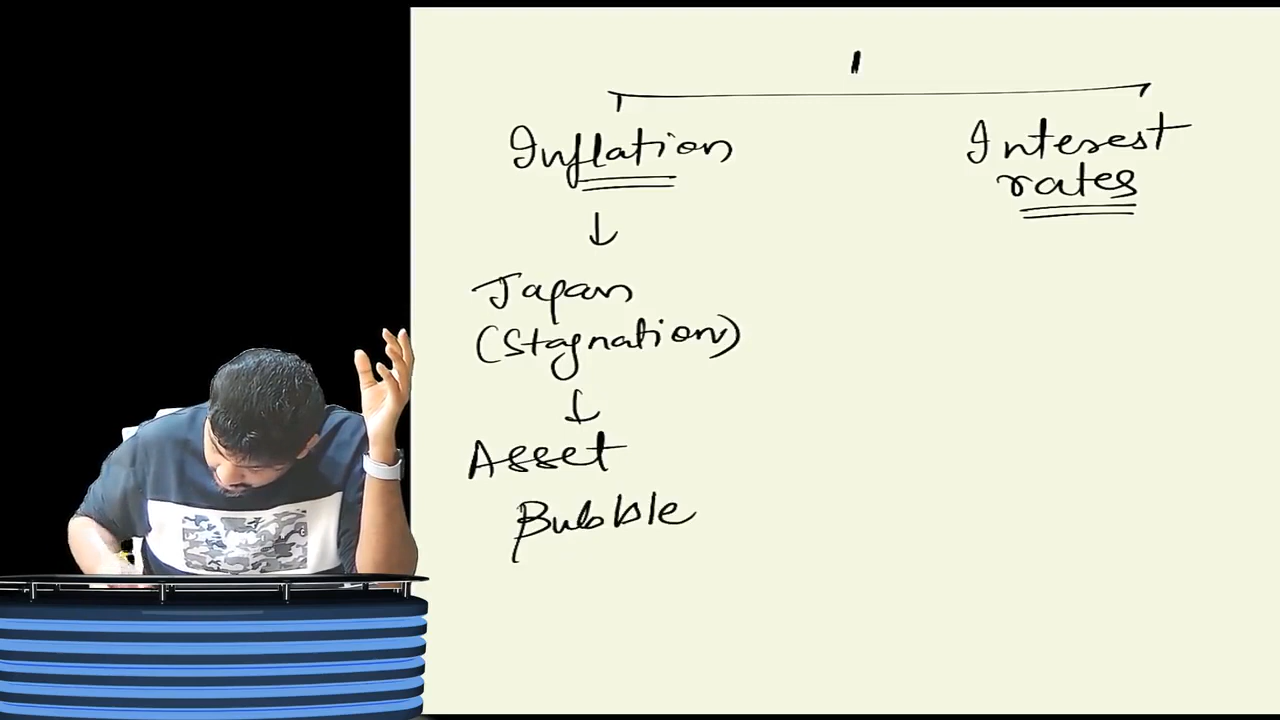 Inflation
Interest
rates
Japan
(Stagnation)
Asset
Bubble